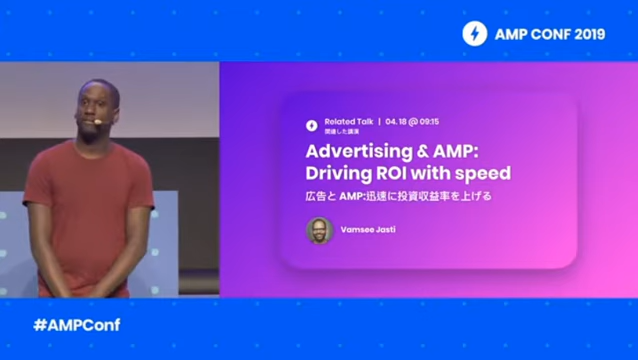 AMP CONF 2019
Related Talk | 04.18 @ 09:15
関連した講演
Advertising & AMP:
Driving ROI with speed
広告と AMP:迅速に投資収益率を上げる
Vamsee Jasti
#AMPConf